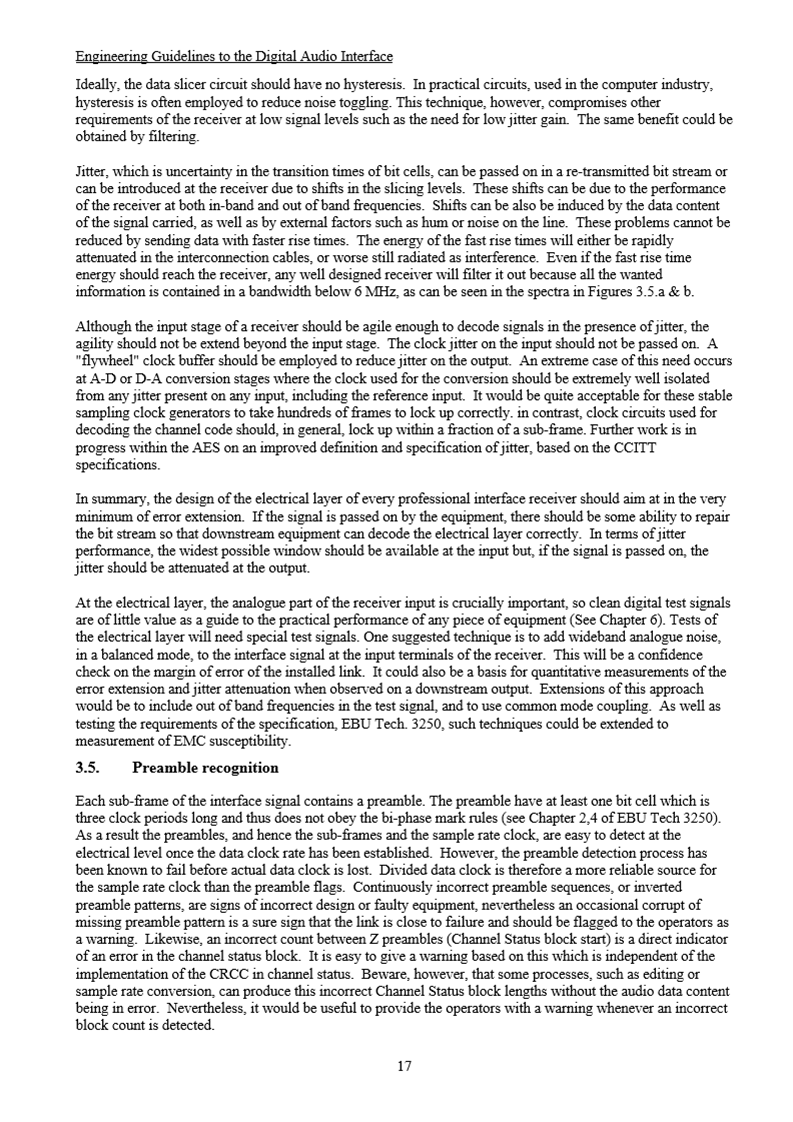 Engineering Guidelines to the Digital Audio Interface
Ideally, the data slicer circuit should have no hysteresis.  In practical circuits, used in the computer industry,
hysteresis is often employed to reduce noise toggling. This technique, however, compromises other
requirements of the receiver at low signal levels such as the need for low jitter gain.  The same benefit could be
obtained by filtering.
Jitter, which is uncertainty in the transition times of bit cells, can be passed on in a re-transmitted bit stream or
can be introduced at the receiver due to shifts in the slicing levels.  These shifts can be due to the performance
of the receiver at both in-band and out of band frequencies.  Shifts can be also be induced by the data content
of the signal carried, as well as by external factors such as hum or noise on the line.  These problems cannot be
reduced by sending data with faster rise times.  The energy of the fast rise times will either be rapidly
attenuated in the interconnection cables, or worse still radiated as interference.  Even if the fast rise time
energy should reach the receiver, any well designed receiver will filter it out because all the wanted
information is contained in a bandwidth below 6 MHz, as can be seen in the spectra in Figures 3.5.a & b.
Although the input stage of a receiver should be agile enough to decode signals in the presence of jitter, the
agility should not be extend beyond the input stage.  The clock jitter on the input should not be passed on.  A
"flywheel" clock buffer should be employed to reduce jitter on the output.  An extreme case of this need occurs
at A-D or D-A conversion stages where the clock used for the conversion should be extremely well isolated
from any jitter present on any input, including the reference input.  It would be quite acceptable for these stable
sampling clock generators to take hundreds of frames to lock up correctly. in contrast, clock circuits used for
decoding the channel code should, in general, lock up within a fraction of a sub-frame. Further work is in
progress within the AES on an improved definition and specification of jitter, based on the CCITT
specifications.
In summary, the design of the electrical layer of every professional interface receiver should aim at in the very
minimum of error extension.  If the signal is passed on by the equipment, there should be some ability to repair
the bit stream so that downstream equipment can decode the electrical layer correctly.  In terms of jitter
performance, the widest possible window should be available at the input but, if the signal is passed on, the
jitter should be attenuated at the output.
At the electrical layer, the analogue part of the receiver input is crucially important, so clean digital test signals
are of little value as a guide to the practical performance of any piece of equipment (See Chapter 6). Tests of
the electrical layer will need special test signals. One suggested technique is to add wideband analogue noise,
in a balanced mode, to the interface signal at the input terminals of the receiver.  This will be a confidence
check on the margin of error of the installed link.  It could also be a basis for quantitative measurements of the
error extension and jitter attenuation when observed on a downstream output.  Extensions of this approach
would be to include out of band frequencies in the test signal, and to use common mode coupling.  As well as
testing the requirements of the specification, EBU Tech. 3250, such techniques could be extended to
measurement of EMC susceptibility.
3.5. Preamble recognition
Each sub-frame of the interface signal contains a preamble. The preamble have at least one bit cell which is
three clock periods long and thus does not obey the bi-phase mark rules (see Chapter 2,4 of EBU Tech 3250).
As a result the preambles, and hence the sub-frames and the sample rate clock, are easy to detect at the
electrical level once the data clock rate has been established.  However, the preamble detection process has
been known to fail before actual data clock is lost.  Divided data clock is therefore a more reliable source for
the sample rate clock than the preamble flags.  Continuously incorrect preamble sequences, or inverted
preamble patterns, are signs of incorrect design or faulty equipment, nevertheless an occasional corrupt of
missing preamble pattern is a sure sign that the link is close to failure and should be flagged to the operators as
a warning.  Likewise, an incorrect count between Z preambles (Channel Status block start) is a direct indicator
of an error in the channel status block.  It is easy to give a warning based on this which is independent of the
implementation of the CRCC in channel status.  Beware, however, that some processes, such as editing or
sample rate conversion, can produce this incorrect Channel Status block lengths without the audio data content
being in error.  Nevertheless, it would be useful to provide the operators with a warning whenever an incorrect
block count is detected.
17